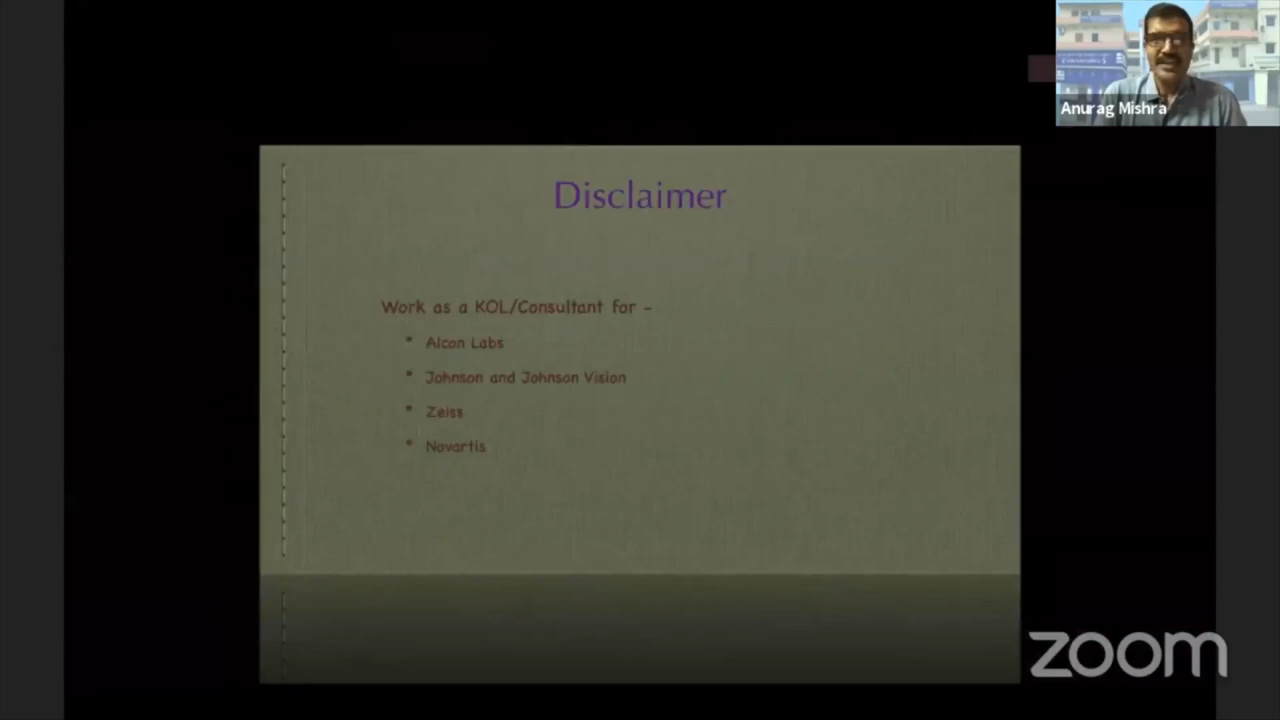 Anurag Mishra
Disclaimer
Work as a KOL/Consultant for -
* Alcon Labs
* Johnson and Johnson Vision
* Zeiss
* Novartis
zoom